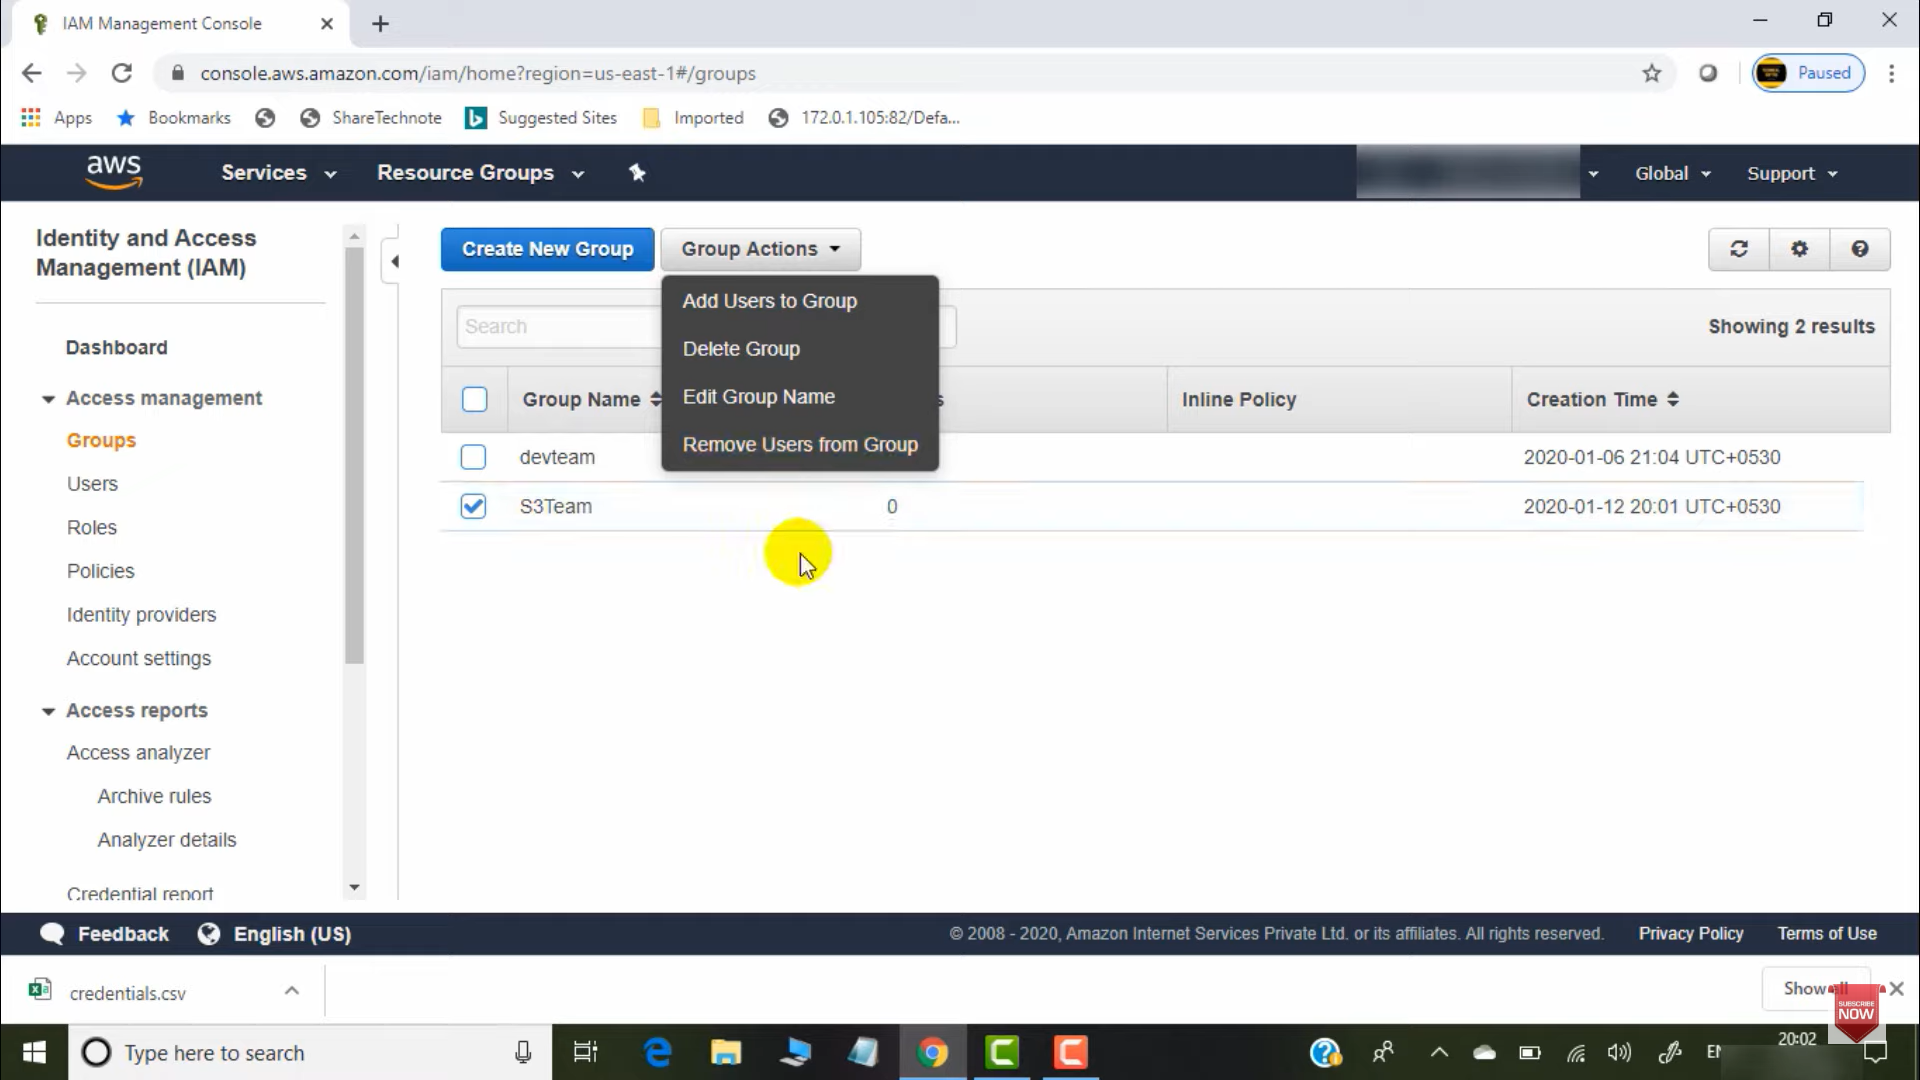 IAM Management Console
console.aws.amazon.com/iam/home?region=us-east-1#/groups
Paused
Apps
Bookmarks
ShareTechnote
Suggested Sites
Imported
172.0.1.105:82/Defa...
aws
Services
Resource Groups
Global
Support
Identity and Access
Management (IAM)
Dashboard
Access management
Groups
Users
Roles
Policies
Identity providers
Account settings
Access reports
Access analyzer
Archive rules
Analyzer details
Credential report
Create New Group
Group Actions
Add Users to Group
Delete Group
Edit Group Name
Remove Users from Group
Search
Showing 2 results
Group Name
s
Inline Policy
Creation Time
devteam
2020-01-06 21:04 UTC+0530
S3Team
0
2020-01-12 20:01 UTC+0530
Feedback
English (US)
© 2008 - 2020, Amazon Internet Services Private Ltd. or its affiliates. All rights reserved.
Privacy Policy
Terms of Use
credentials.csv
Show all
SUBSCRIBE
NOW
Type here to search
20:02